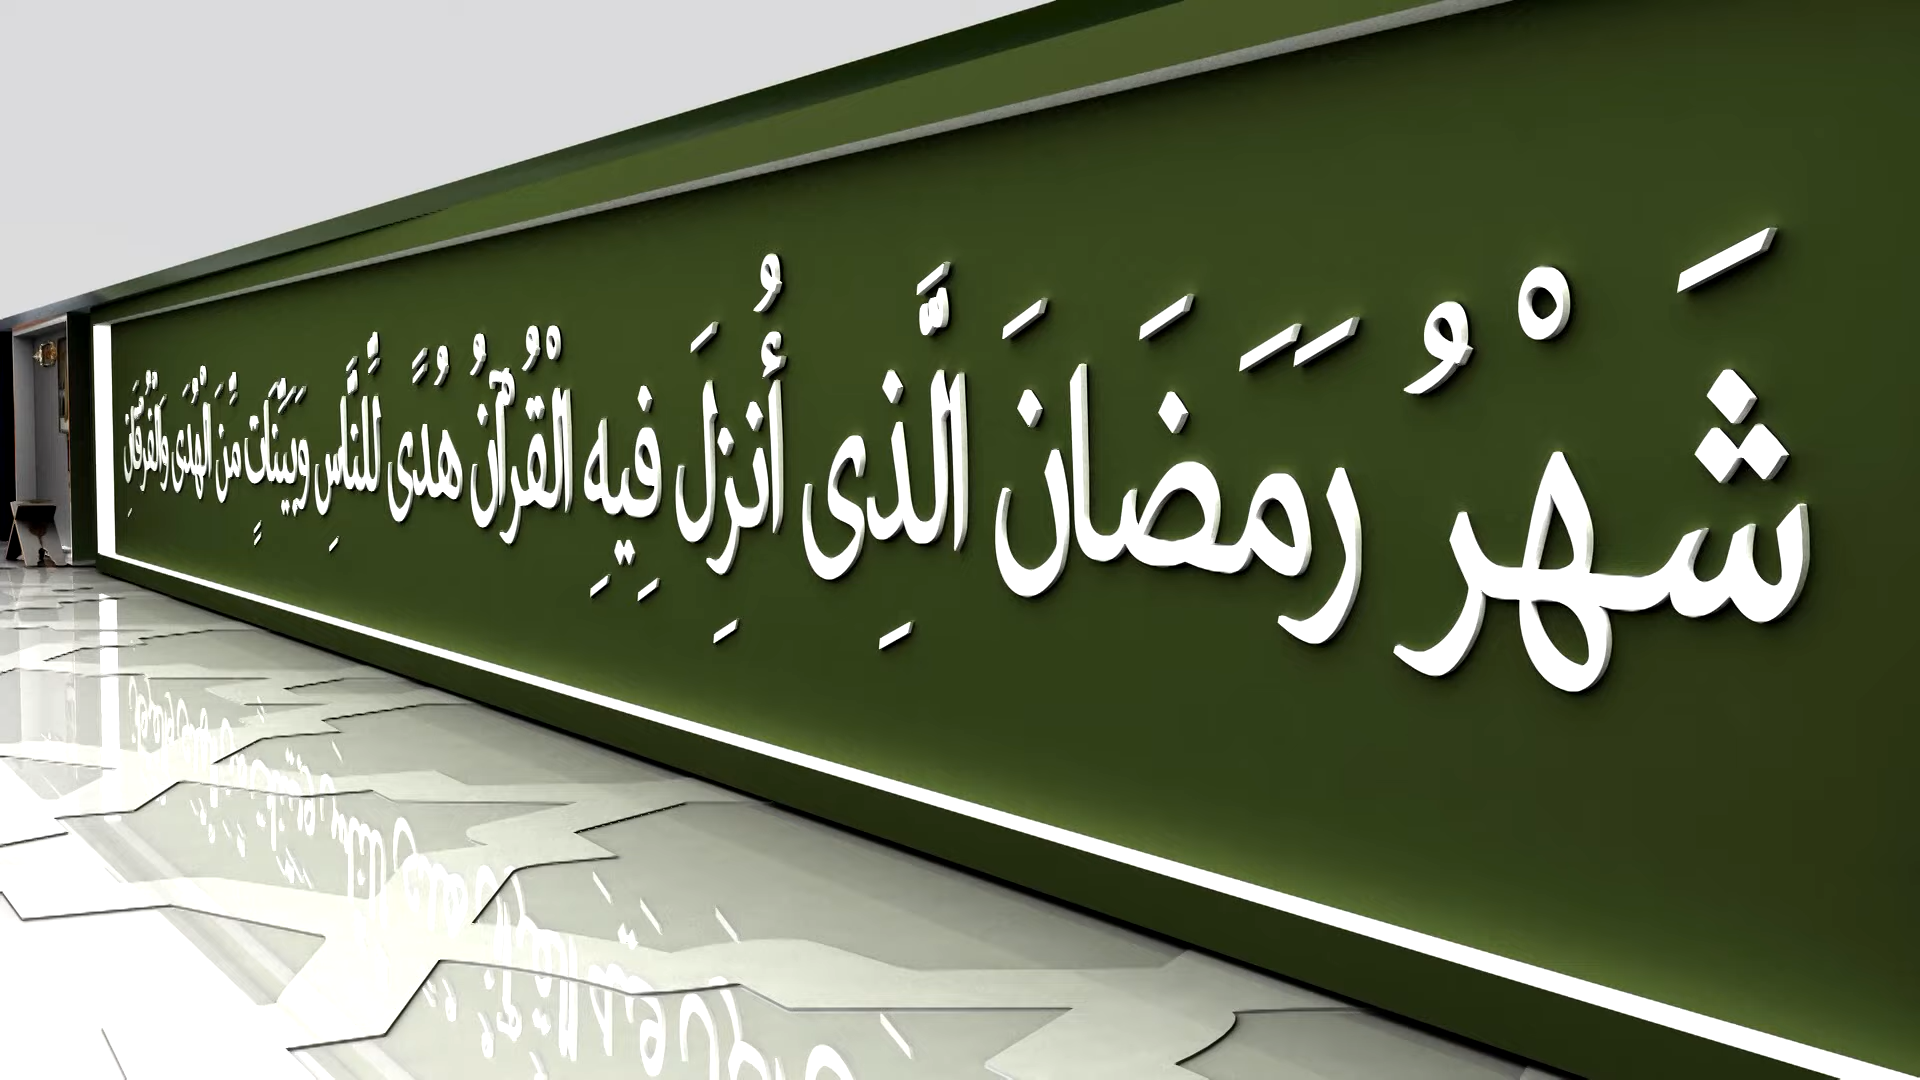 شَهْرُ رَمَضَانَ الَّذِى أُنزِلَ فِيهِ الْقُرْآنُ هُدًى لِّلنَّاسِ وَبَيِّنَاتٍ مِّنَ الْهُدَى وَالْفُرْقَانِ